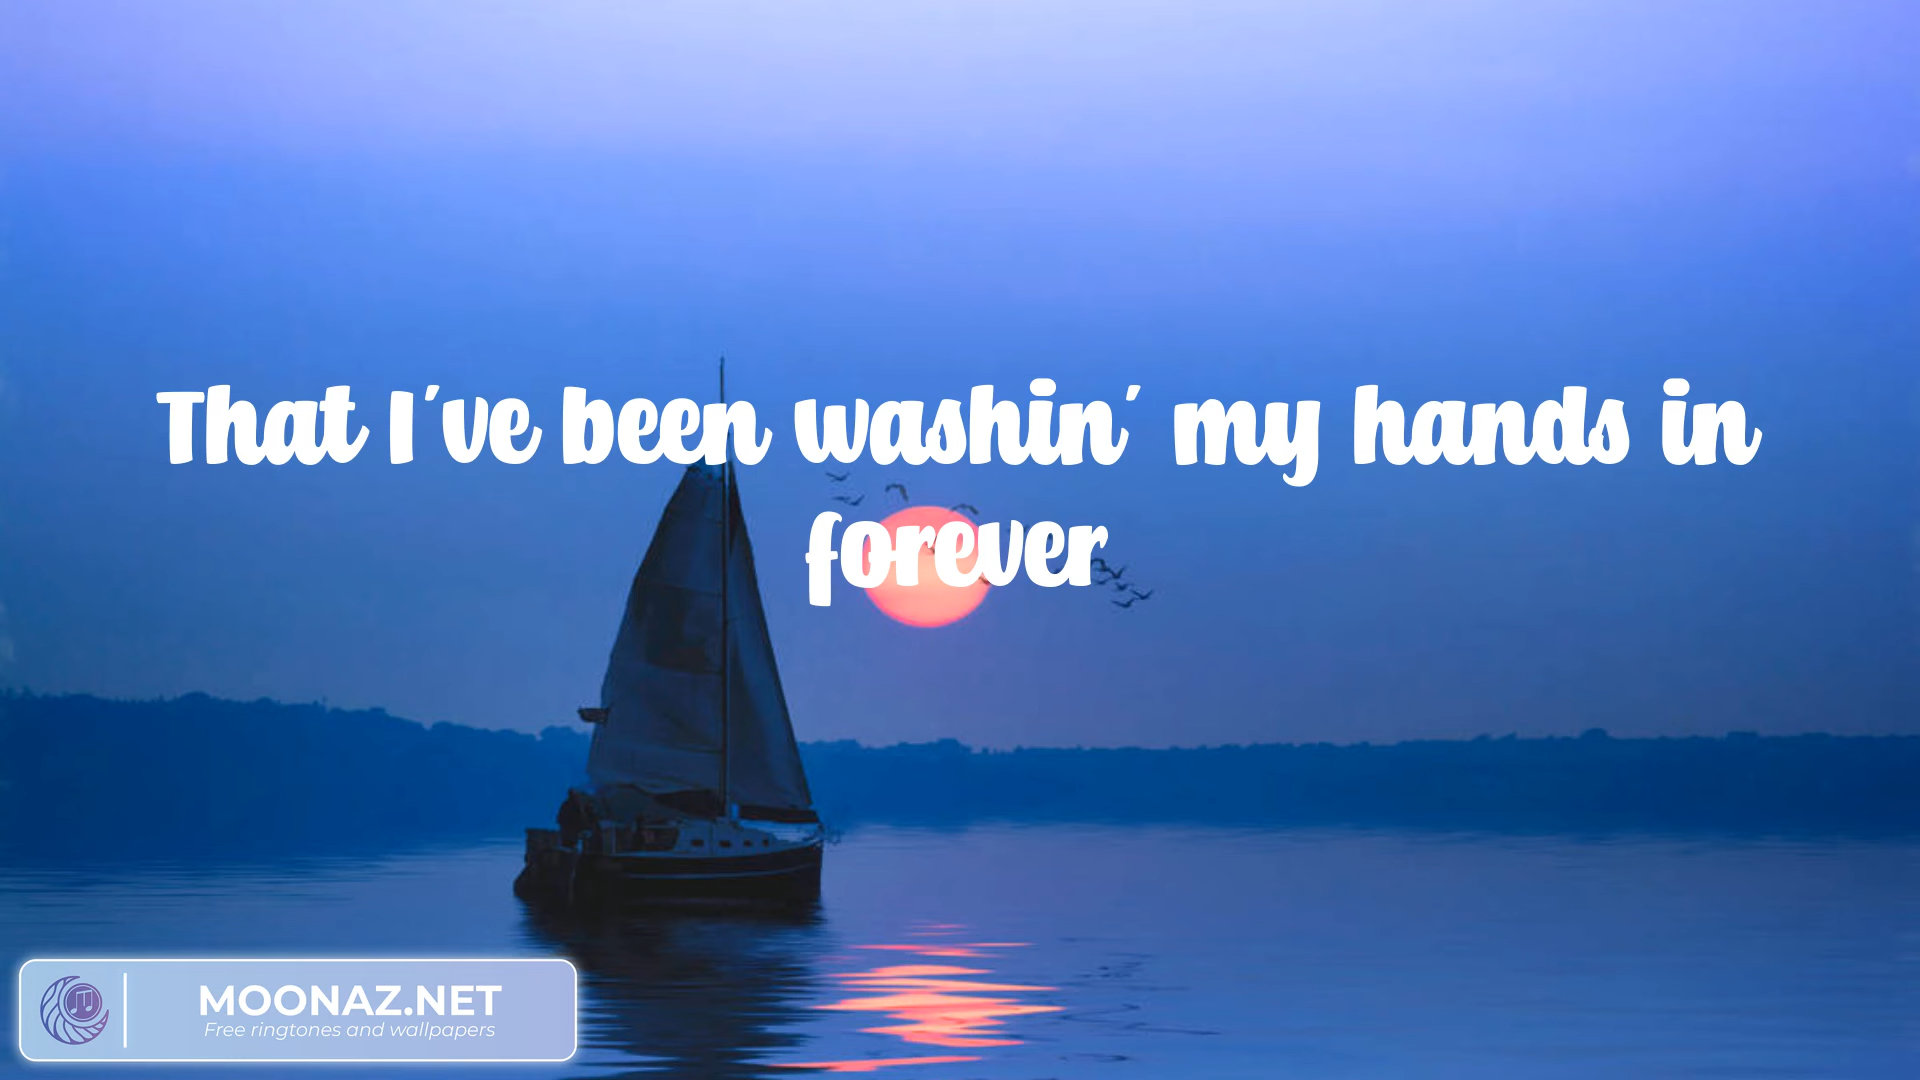 That I've been washin' my hands in
forever
MOONAZ.NET
Free ringtones and wallpapers